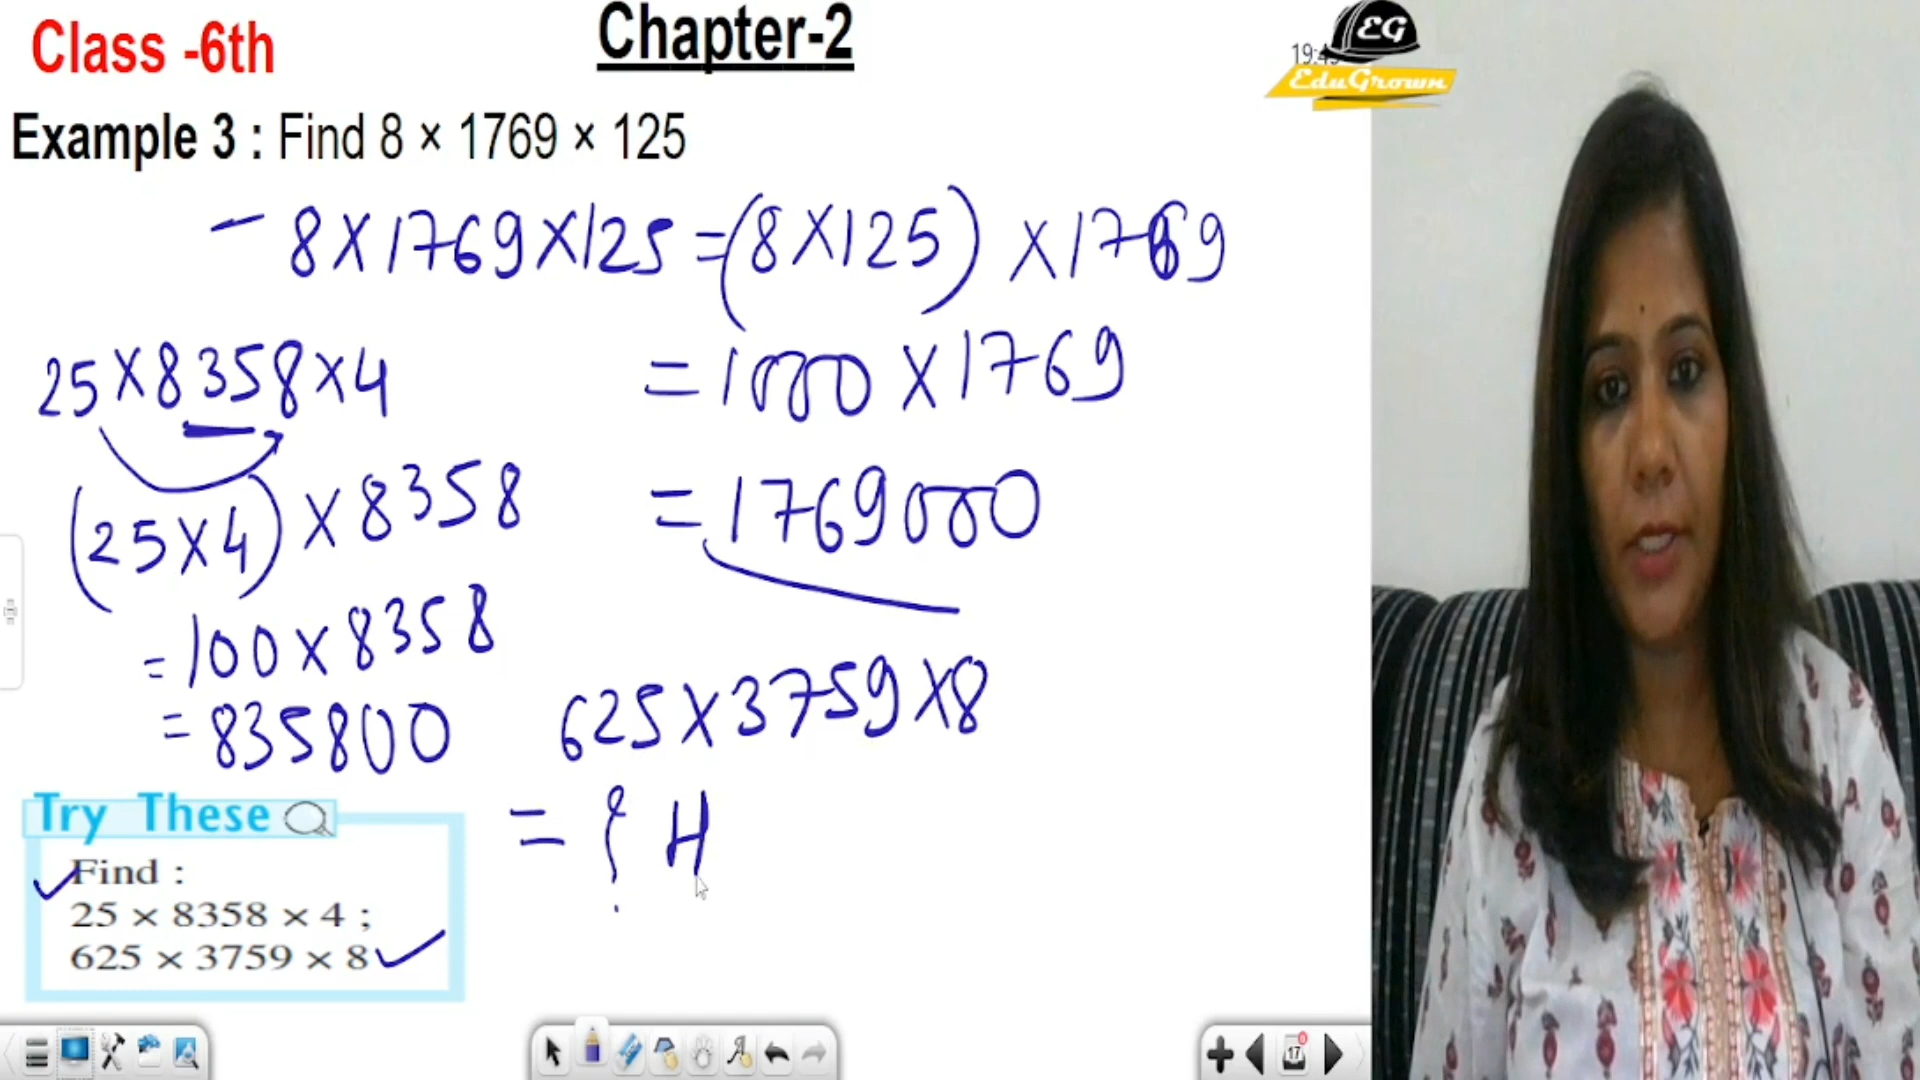 Class -6th
Chapter-2
EG
EduGrown
Example 3 : Find 8 × 1769 × 125
8×1769×125 = (8×125) ×1769
= 1000 ×1769
= 1769000
25×8358×4
(25×4) ×8358
= 100×8358
= 835800
625×3759×8
= ? H
Try These
Find :
25 × 8358 × 4 ;
625 × 3759 × 8
17